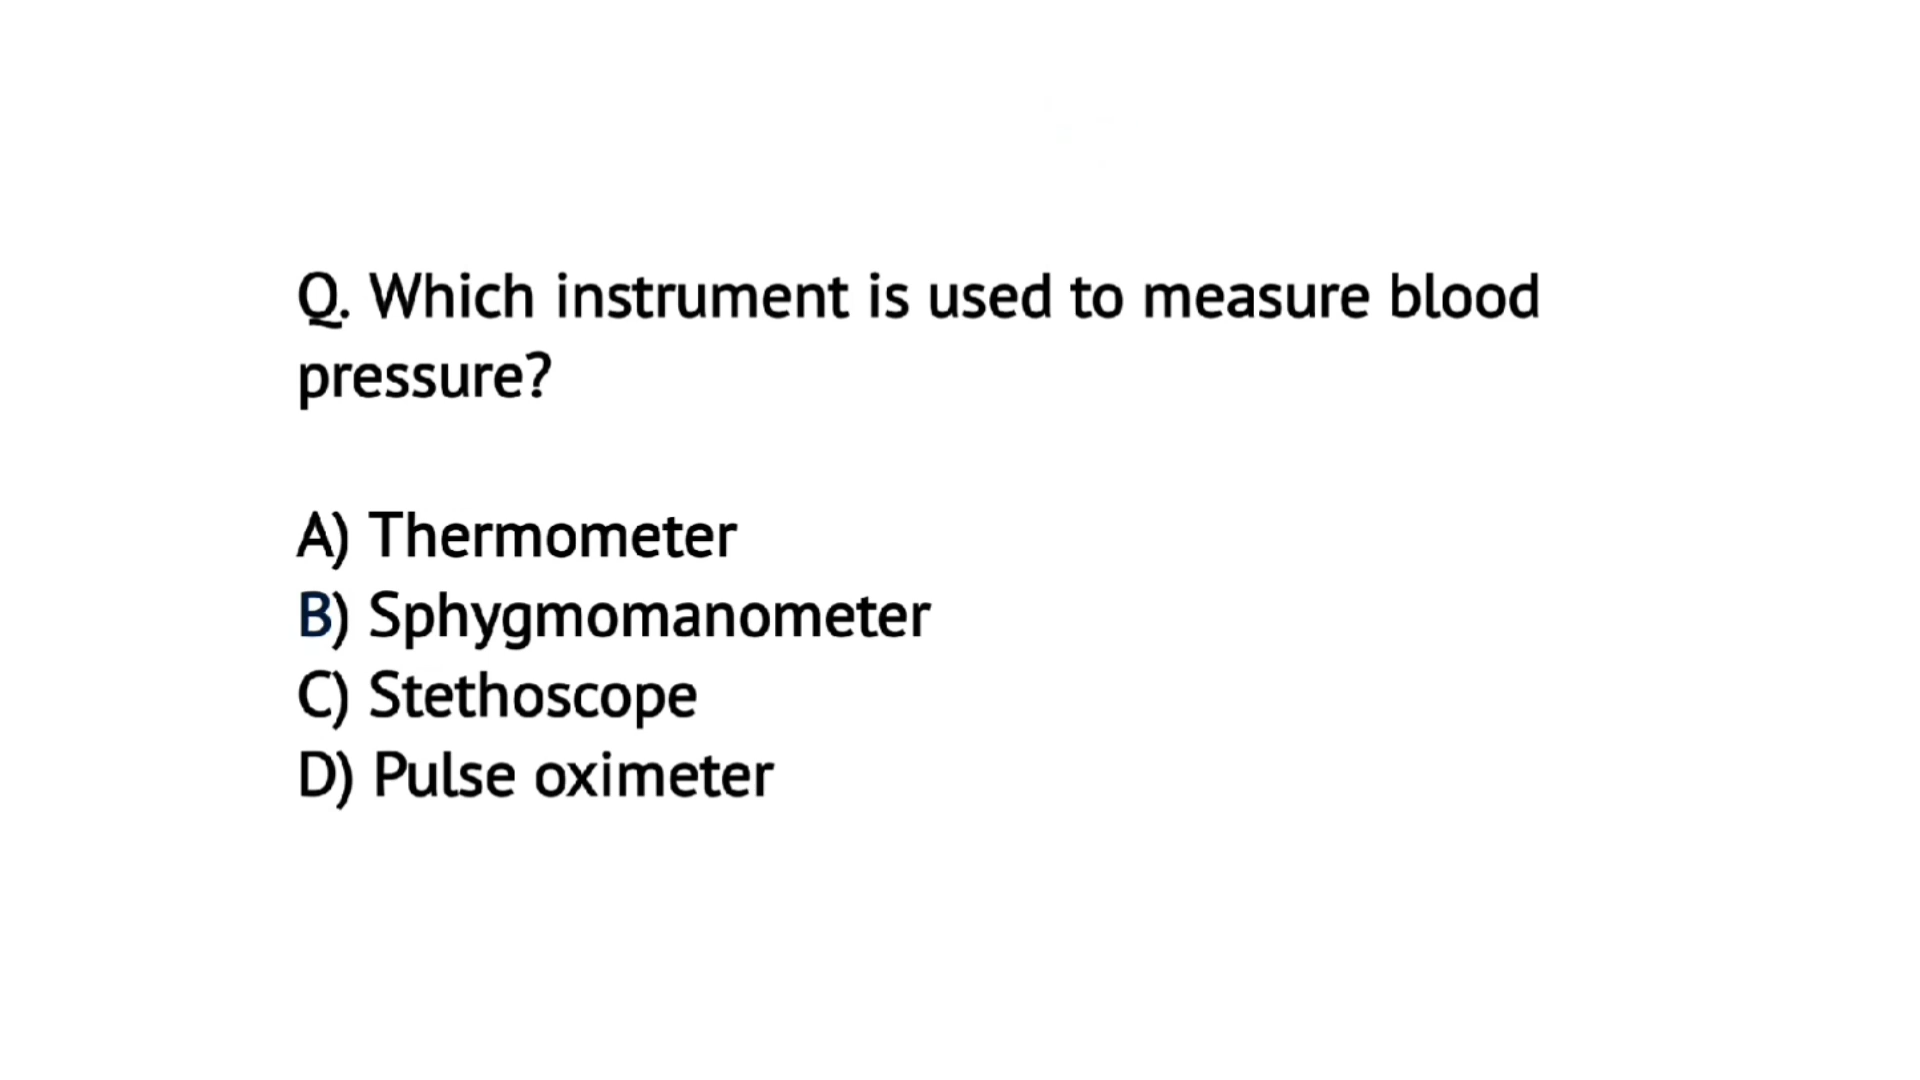 Q. Which instrument is used to measure blood
pressure?
A) Thermometer
B) Sphygmomanometer
C) Stethoscope
D) Pulse oximeter